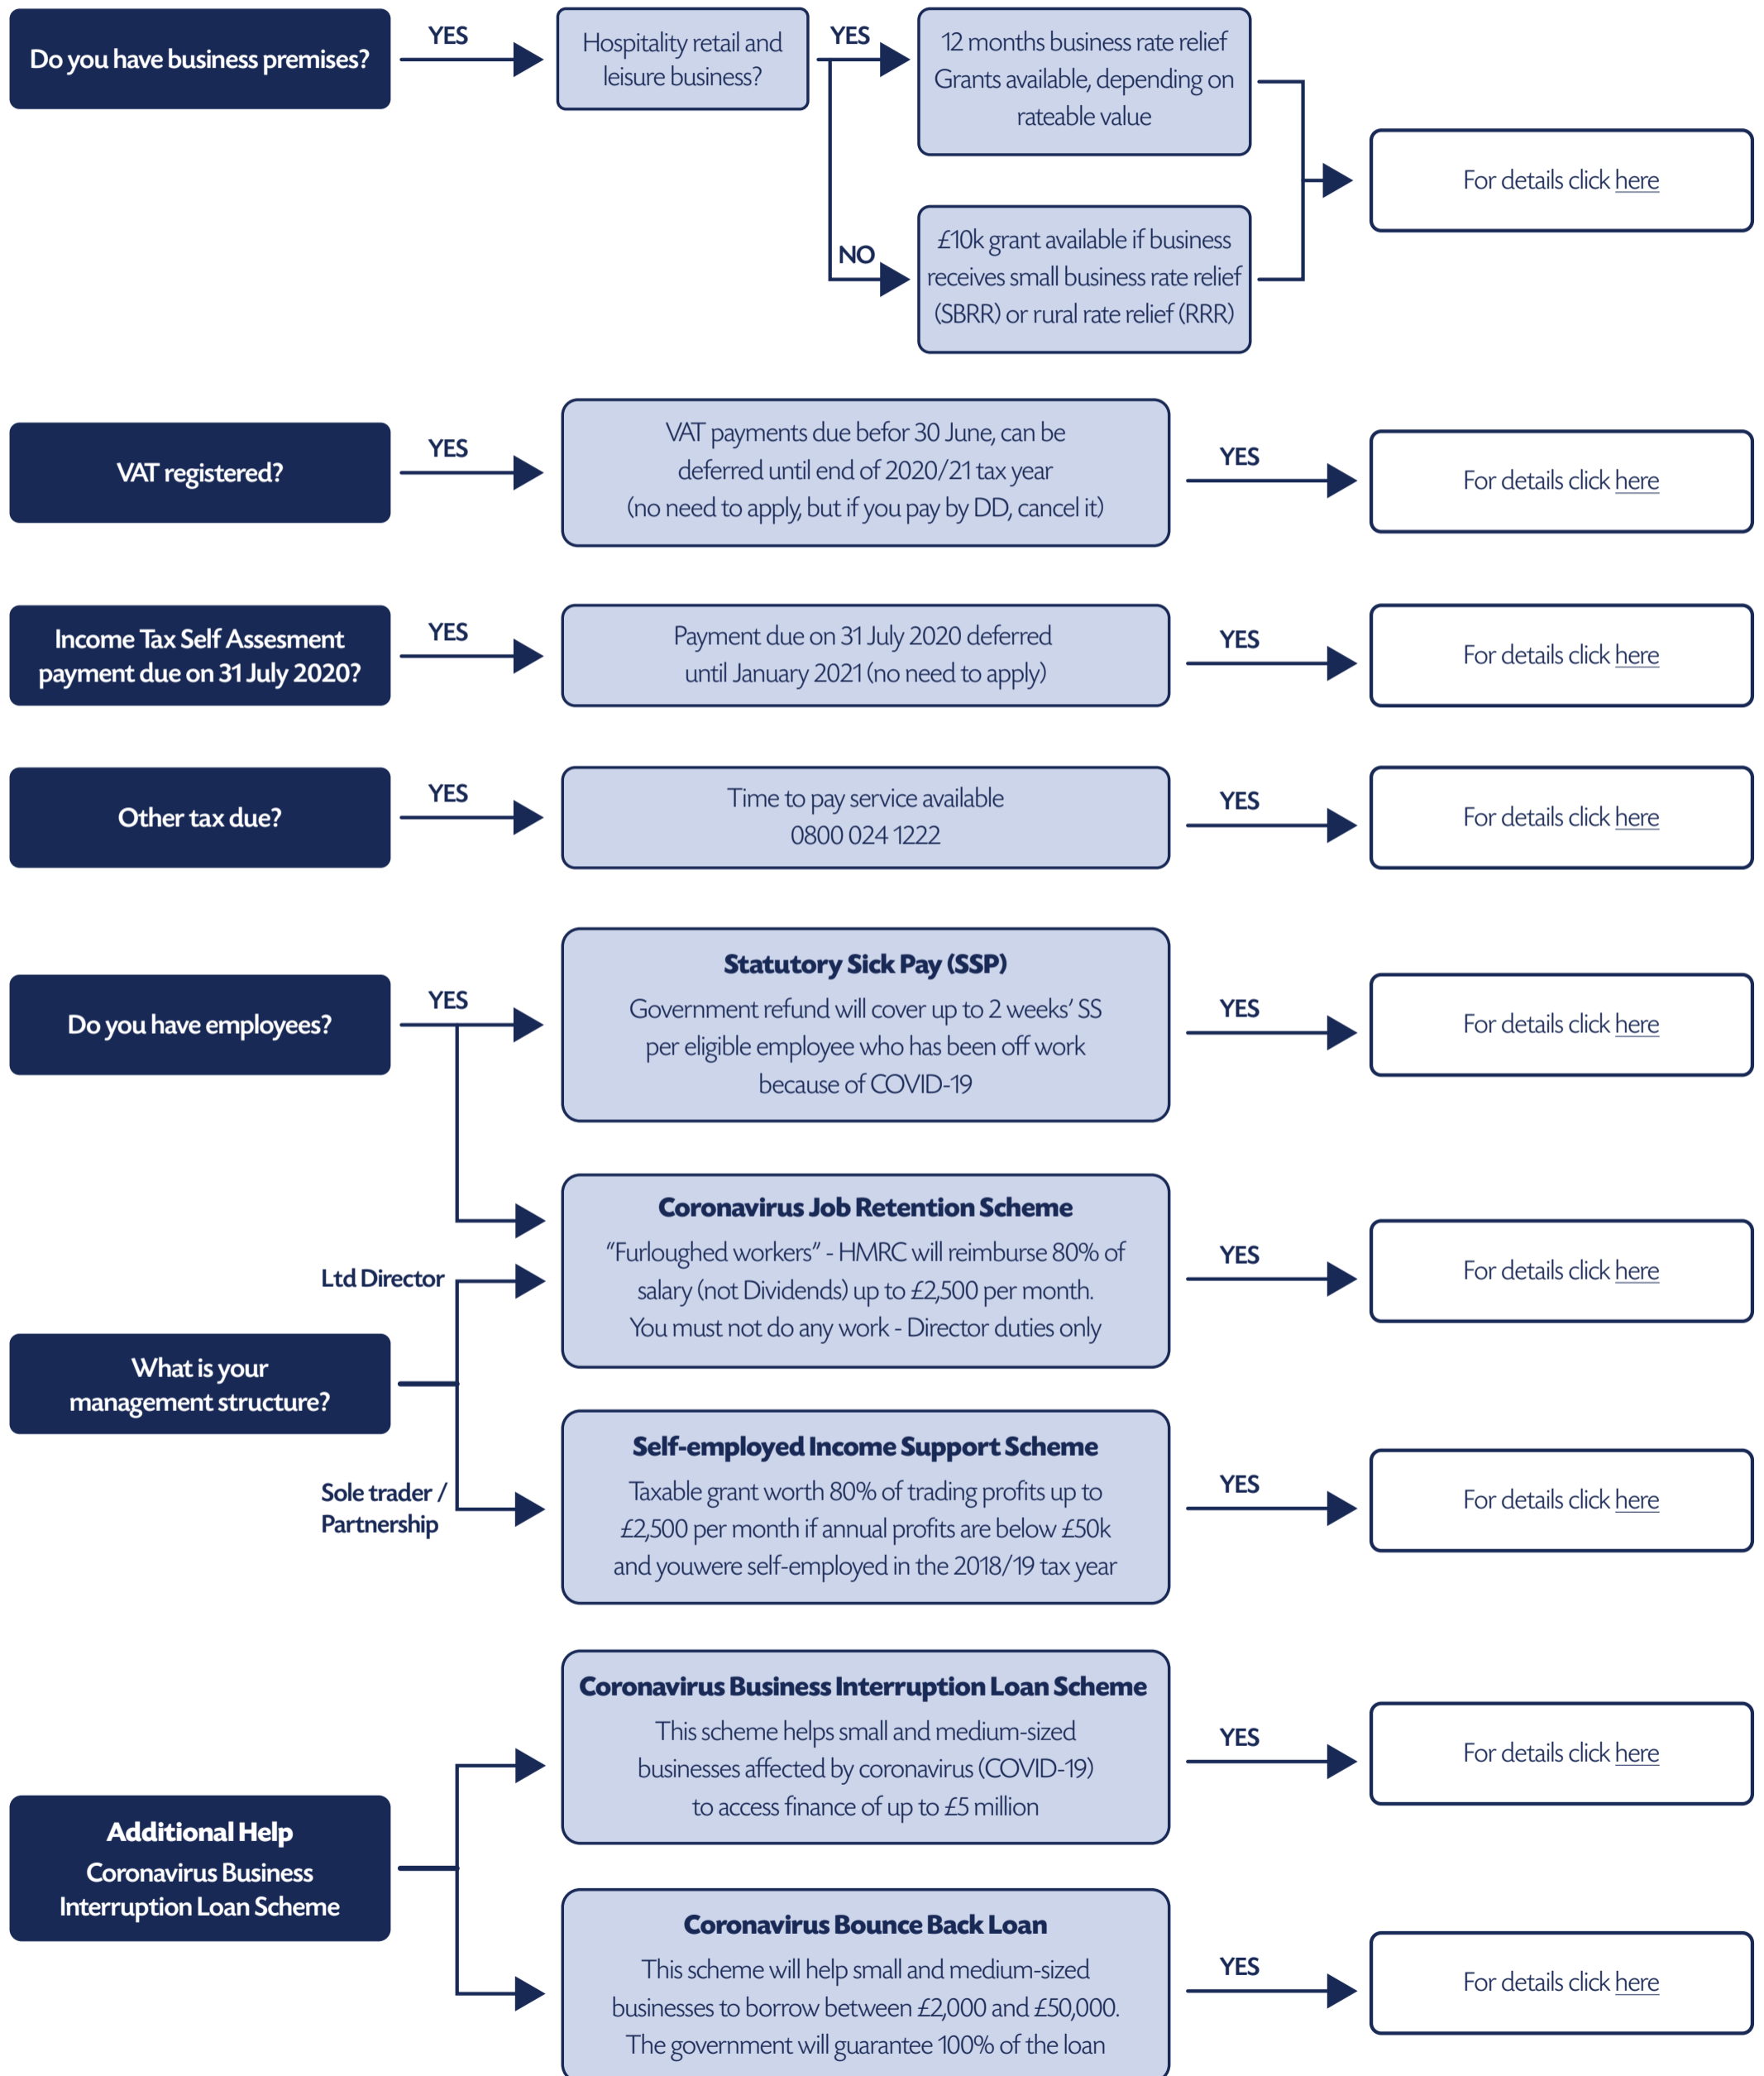 Do you have business premises?
YES
Hospitality retail and
leisure business?
YES
12 months business rate relief
Grants available, depending on
rateable value
NO
£10k grant available if business
receives small business rate relief
(SBRR) or rural rate relief (RRR)
For details click here
VAT registered?
YES
VAT payments due befor 30 June, can be
deferred until end of 2020/21 tax year
(no need to apply, but if you pay by DD, cancel it)
YES
For details click here
Income Tax Self Assesment
payment due on 31 July 2020?
YES
Payment due on 31 July 2020 deferred
until January 2021 (no need to apply)
YES
For details click here
Other tax due?
YES
Time to pay service available
0800 024 1222
YES
For details click here
Do you have employees?
YES
Statutory Sick Pay (SSP)
Government refund will cover up to 2 weeks’ SS
per eligible employee who has been off work
because of COVID-19
YES
For details click here
Coronavirus Job Retention Scheme
“Furloughed workers” - HMRC will reimburse 80% of
salary (not Dividends) up to £2,500 per month.
You must not do any work - Director duties only
YES
For details click here
What is your
management structure?
Ltd Director
Sole trader /
Partnership
Self-employed Income Support Scheme
Taxable grant worth 80% of trading profits up to
£2,500 per month if annual profits are below £50k
and youwere self-employed in the 2018/19 tax year
YES
For details click here
Additional Help
Coronavirus Business
Interruption Loan Scheme
Coronavirus Business Interruption Loan Scheme
This scheme helps small and medium-sized
businesses affected by coronavirus (COVID-19)
to access finance of up to £5 million
YES
For details click here
Coronavirus Bounce Back Loan
This scheme will help small and medium-sized
businesses to borrow between £2,000 and £50,000.
The government will guarantee 100% of the loan
YES
For details click here